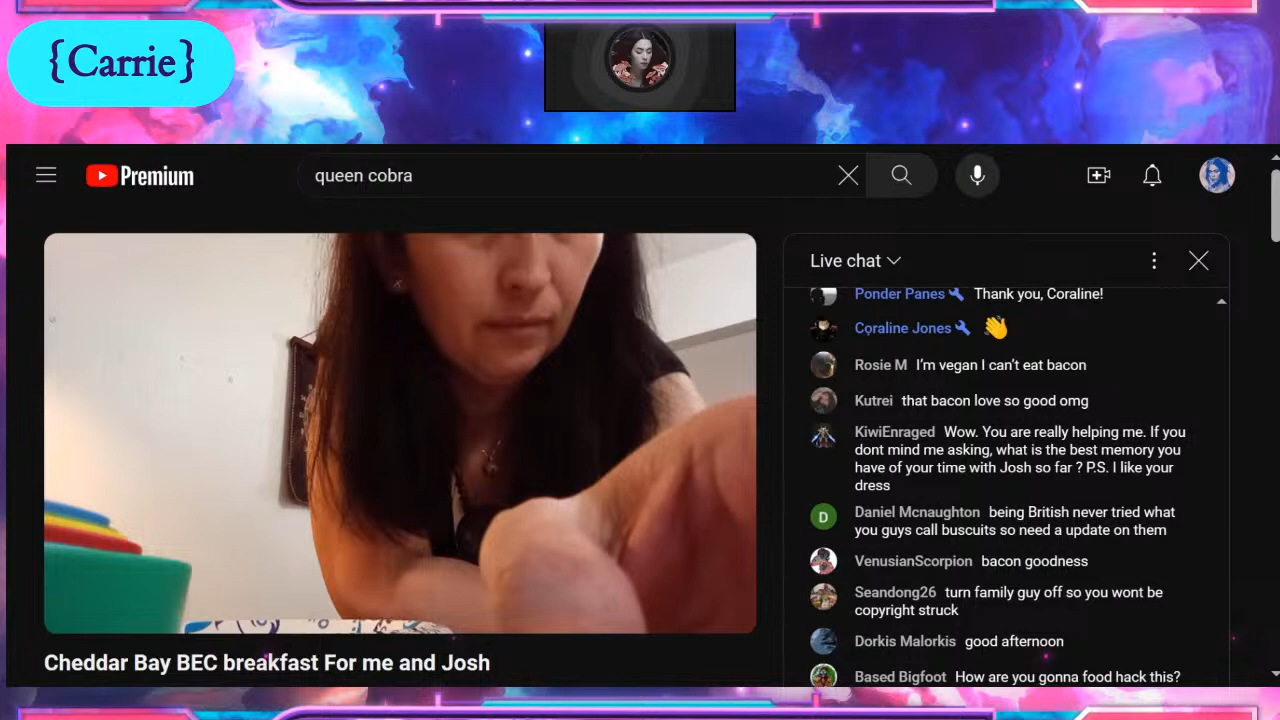 {Carrie}
Premium
queen cobra
Live chat
Ponder Panes Thank you, Coraline!
Coraline Jones 👋
Rosie M I’m vegan I can’t eat bacon
Kutrei that bacon love so good omg
KiwiEnraged Wow. You are really helping me. If you
dont mind me asking, what is the best memory you
have of your time with Josh so far ? P.S. I like your
dress
D
Daniel Mcnaughton being British never tried what
you guys call buscuits so need a update on them
VenusianScorpion bacon goodness
Seandong26 turn family guy off so you wont be
copyright struck
Dorkis Malorkis good afternoon
Based Bigfoot How are you gonna food hack this?
Cheddar Bay BEC breakfast For me and Josh